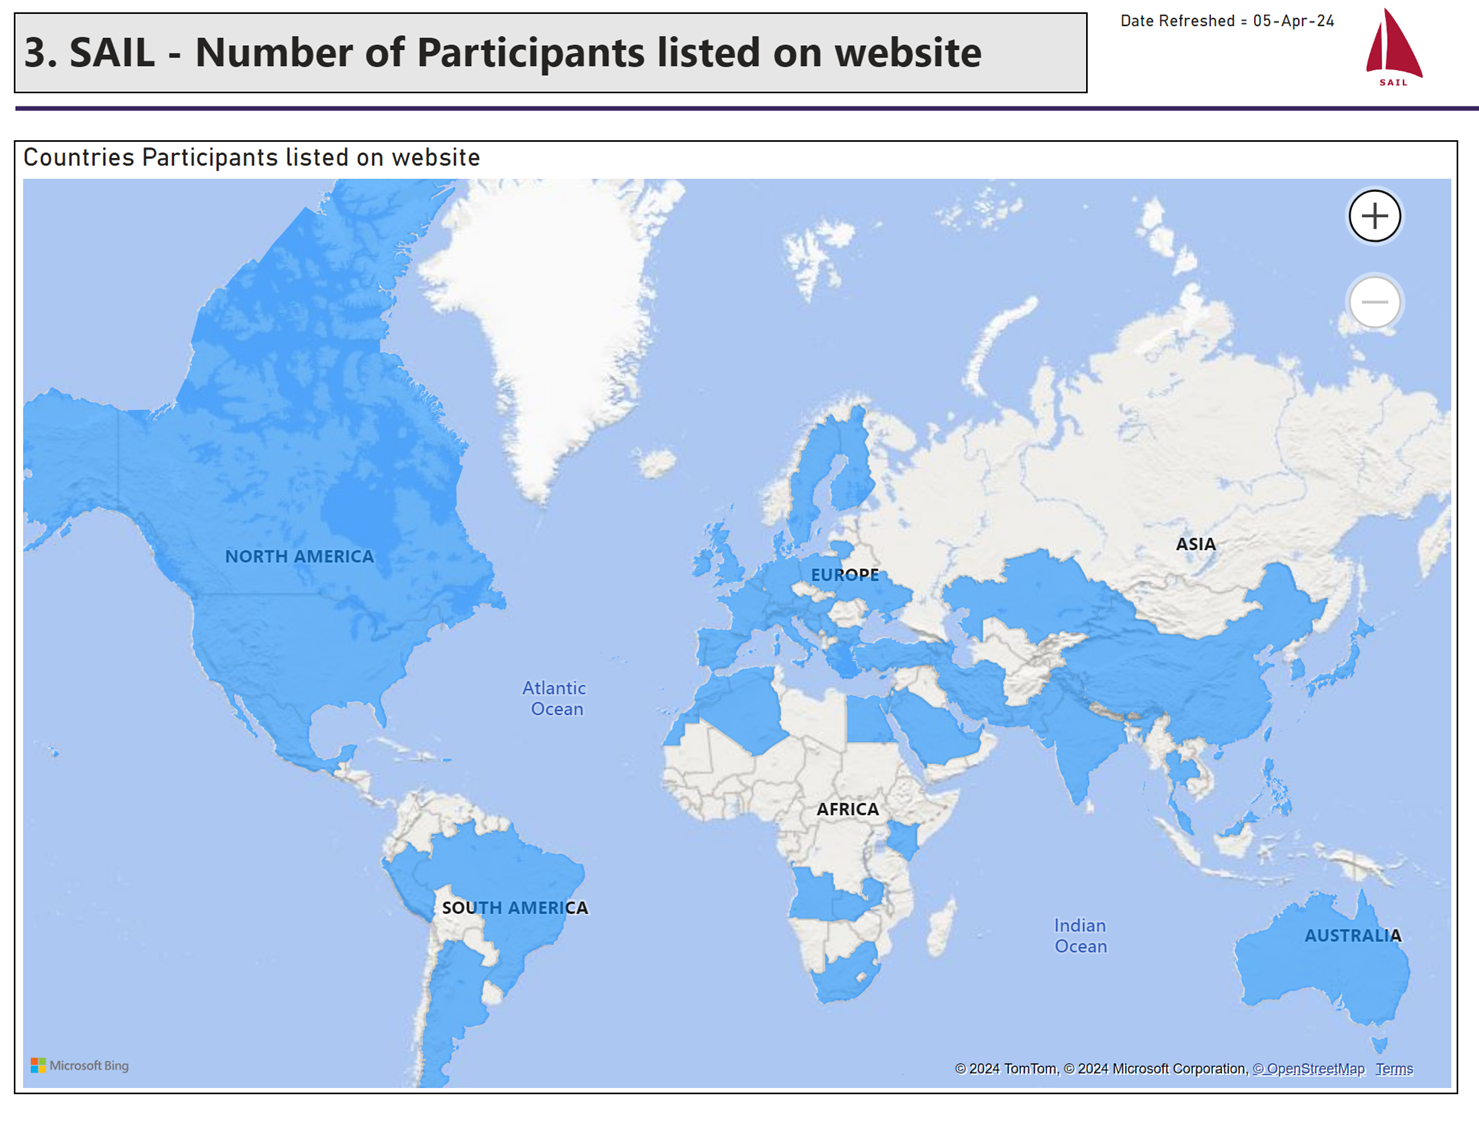 3. SAIL - Number of Participants listed on website
Date Refreshed = 05-Apr-24
SAIL
Countries Participants listed on website
NORTH AMERICA
ASIA
EUROPE
Atlantic
Ocean
AFRICA
SOUTH AMERICA
Indian
Ocean
AUSTRALIA
Microsoft Bing
© 2024 TomTom, © 2024 Microsoft Corporation, © OpenStreetMap Terms